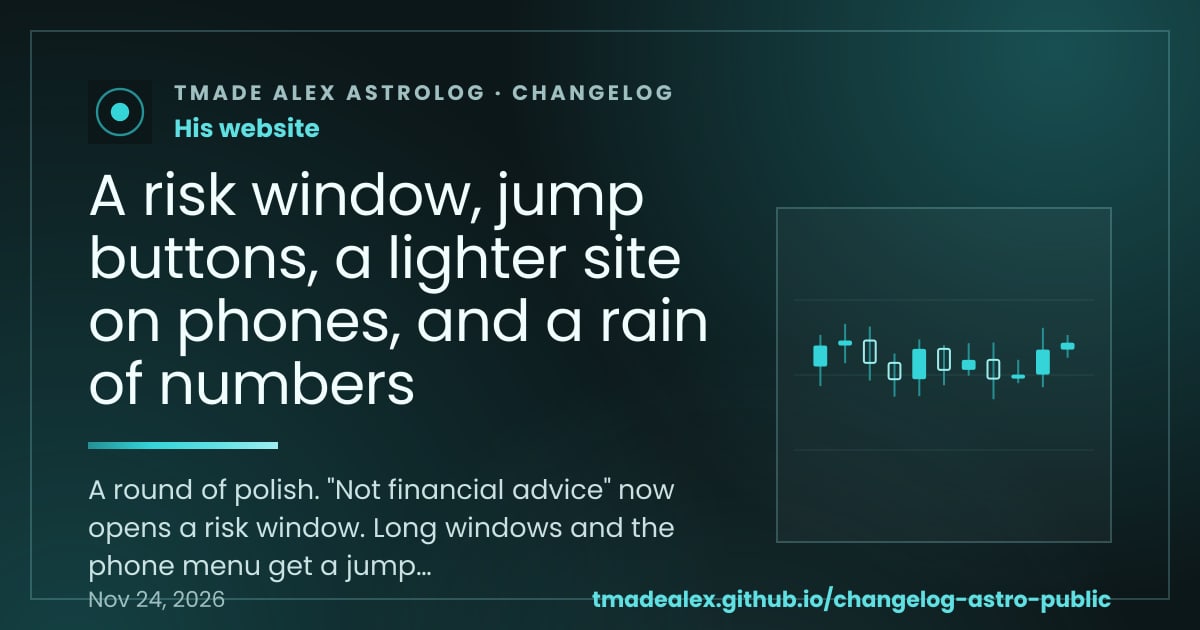 TMADE ALEX ASTROLOG · CHANGELOG
His website
A risk window, jump
buttons, a lighter site
on phones, and a rain
of numbers
A round of polish. "Not financial advice" now
opens a risk window. Long windows and the
phone menu get a jump…
Nov 24, 2026
tmadealex.github.io/changelog-astro-public